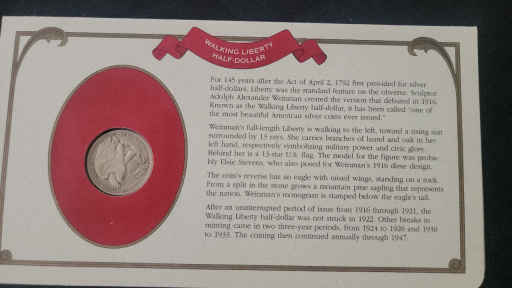 WALKING LIBERTY
HALF-DOLLAR
For 145 years after the Act of April 2, 1792 first provided for silver
half-dollars, Liberty was the standard feature on the obverse. Sculptor
Adolph Alexander Weinman created the version that debuted in 1916.
Known as the Walking Liberty half-dollar, it has been called "one of
the most beautiful American silver coins ever issued."
Weinman's full-length Liberty is walking to the left, toward a rising sun
surrounded by 13 rays. She carries branches of laurel and oak in her
left hand, respectively symbolizing military power and civic glory.
Behind her is a 13-star U.S. flag. The model for the figure was proba-
bly Elsie Stevens, who also posed for Weinman's 1916 dime design.
The coin's reverse has an eagle with raised wings, standing on a rock.
From a split in the stone grows a mountain pine sapling that represents
the nation. Weinman's monogram is stamped below the eagle's tail.
After an uninterrupted period of issue from 1916 through 1921, the
Walking Liberty half-dollar was not struck in 1922. Other breaks in
minting came in two three-year periods, from 1924 to 1926 and 1930
to 1933. The coining then continued annually through 1947.